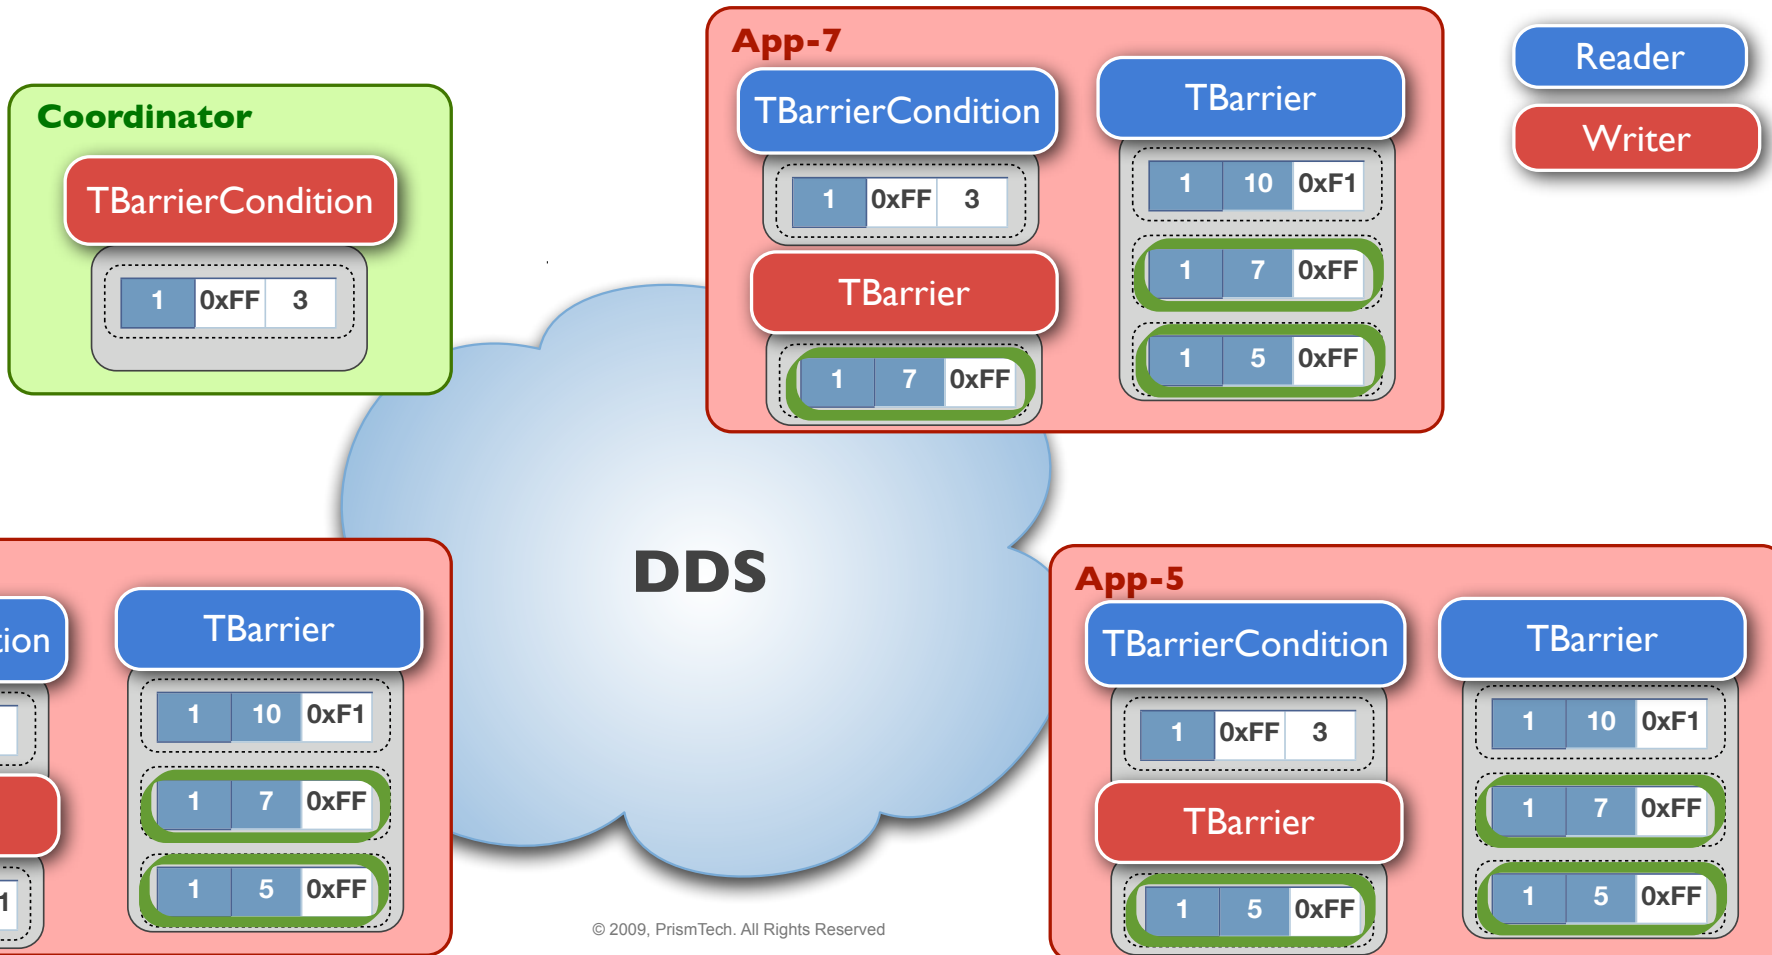 App-7
TBarrierCondition
1 0xFF 3
TBarrier
1 7 0xFF
TBarrier
1 10 0xF1
1 7 0xFF
1 5 0xFF
Reader
Writer
Coordinator
TBarrierCondition
1 0xFF 3
DDS
tion
1
TBarrier
1 10 0xF1
1 7 0xFF
1 5 0xFF
App-5
TBarrierCondition
1 0xFF 3
TBarrier
1 5 0xFF
TBarrier
1 10 0xF1
1 7 0xFF
1 5 0xFF
© 2009, PrismTech. All Rights Reserved